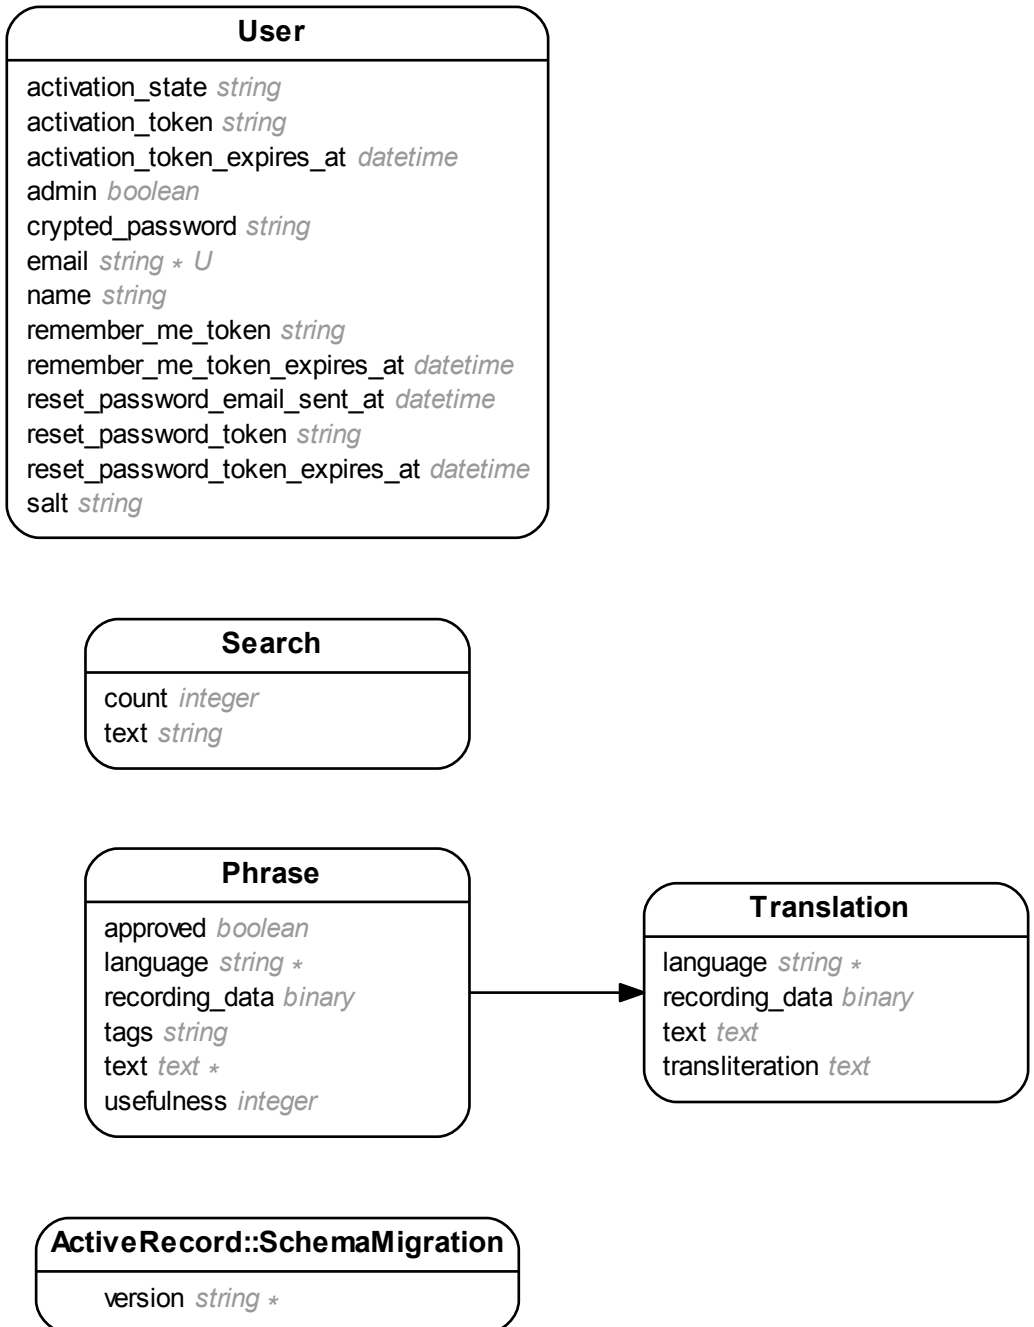 User
activation_state string
activation_token string
activation_token_expires_at datetime
admin boolean
crypted_password string
email string * U
name string
remember_me_token string
remember_me_token_expires_at datetime
reset_password_email_sent_at datetime
reset_password_token string
reset_password_token_expires_at datetime
salt string
Search
count integer
text string
Phrase
approved boolean
language string *
recording_data binary
tags string
text text *
usefulness integer
Translation
language string *
recording_data binary
text text
transliteration text
ActiveRecord::SchemaMigration
version string *